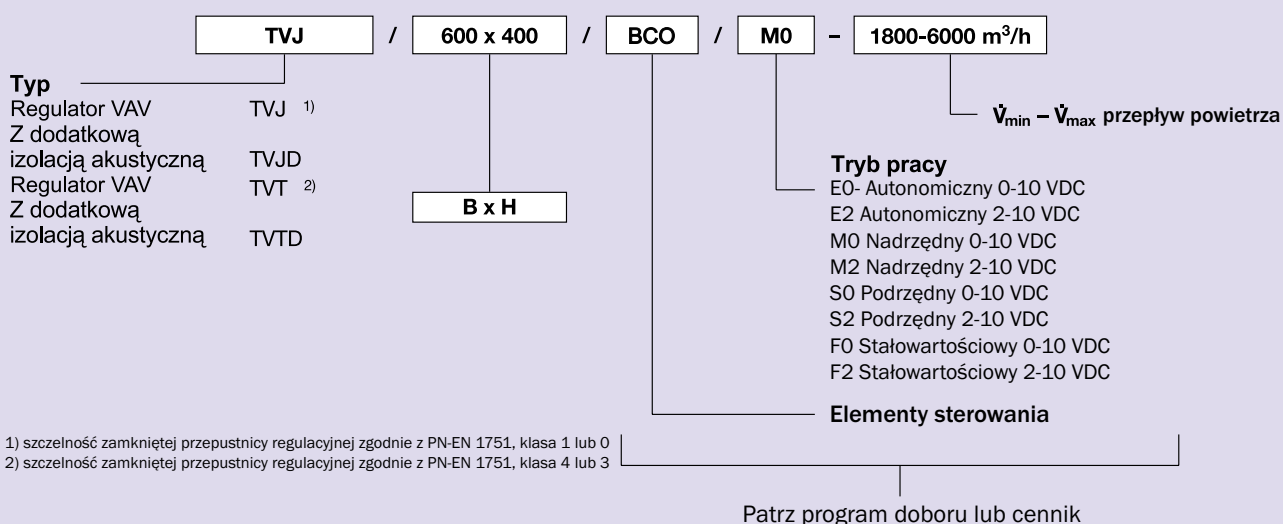 TVJ / 600 x 400 / BCO / M0 – 1800-6000 m³/h
Typ
Regulator VAV TVJ 1)
Z dodatkową
izolacją akustyczną TVJD
Regulator VAV TVT 2)
Z dodatkową
izolacją akustyczną TVTD
B x H
V̇min – V̇max przepływ powietrza
Tryb pracy
E0- Autonomiczny 0-10 VDC
E2 Autonomiczny 2-10 VDC
M0 Nadrzędny 0-10 VDC
M2 Nadrzędny 2-10 VDC
S0 Podrzędny 0-10 VDC
S2 Podrzędny 2-10 VDC
F0 Stałowartościowy 0-10 VDC
F2 Stałowartościowy 2-10 VDC
Elementy sterowania
1) szczelność zamkniętej przepustnicy regulacyjnej zgodnie z PN-EN 1751, klasa 1 lub 0
2) szczelność zamkniętej przepustnicy regulacyjnej zgodnie z PN-EN 1751, klasa 4 lub 3
Patrz program doboru lub cennik